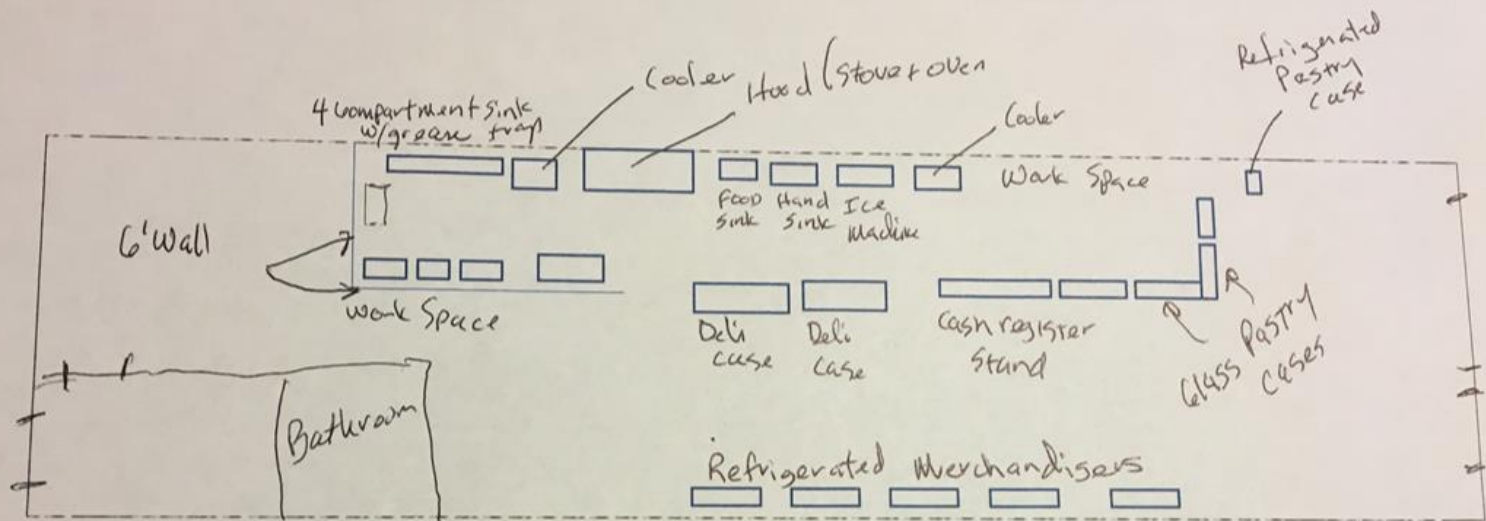 4 compartment sink
w/grease trap
Cooler
Hood (stove + oven
Cooler
Refrigerated
Pastry
Case
6' Wall
Food
Sink
Hand
Sink
Ice
Machine
Work Space
Work Space
Deli
case
Deli
Case
Cash register
Stand
Glass Pastry
Cases
Bathroom
Refrigerated Merchandisers